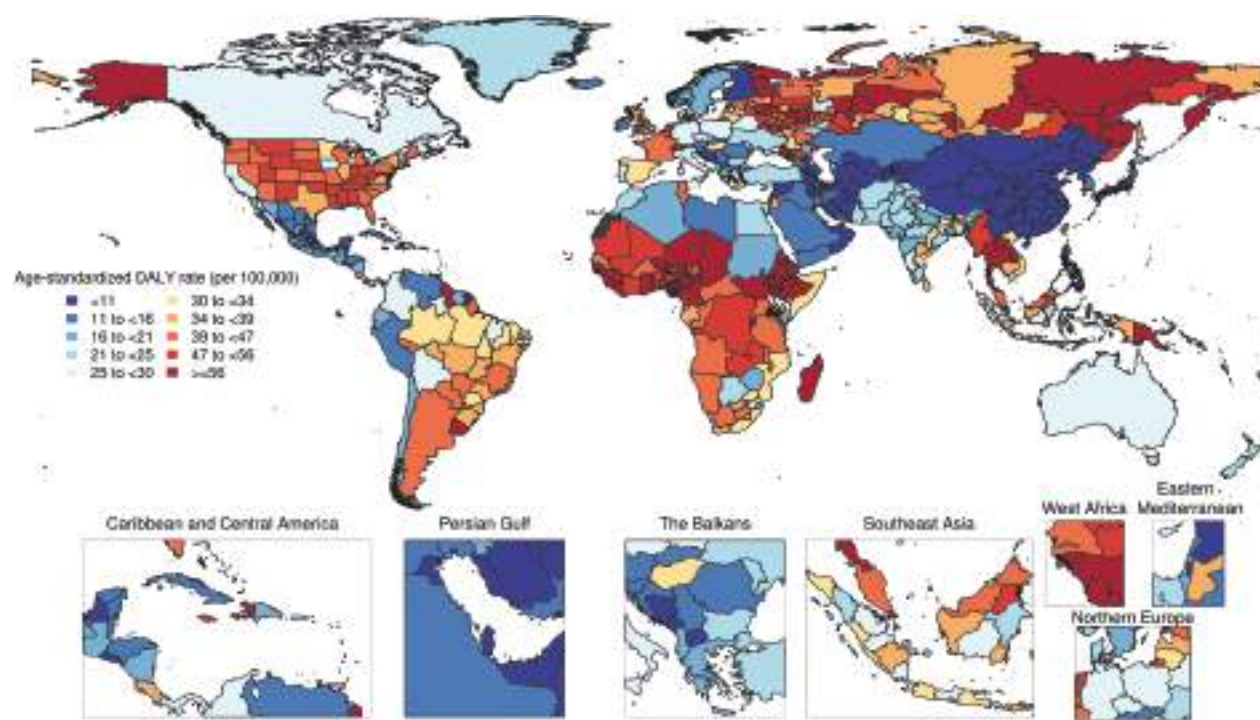 Age-standardized DALY rate (per 100,000)
<11
11 to <16
16 to <21
21 to <25
25 to <30
30 to <34
34 to <39
39 to <47
47 to <56
>=56
Caribbean and Central America
Persian Gulf
The Balkans
Southeast Asia
West Africa
Eastern
Mediterranean
Northern Europe